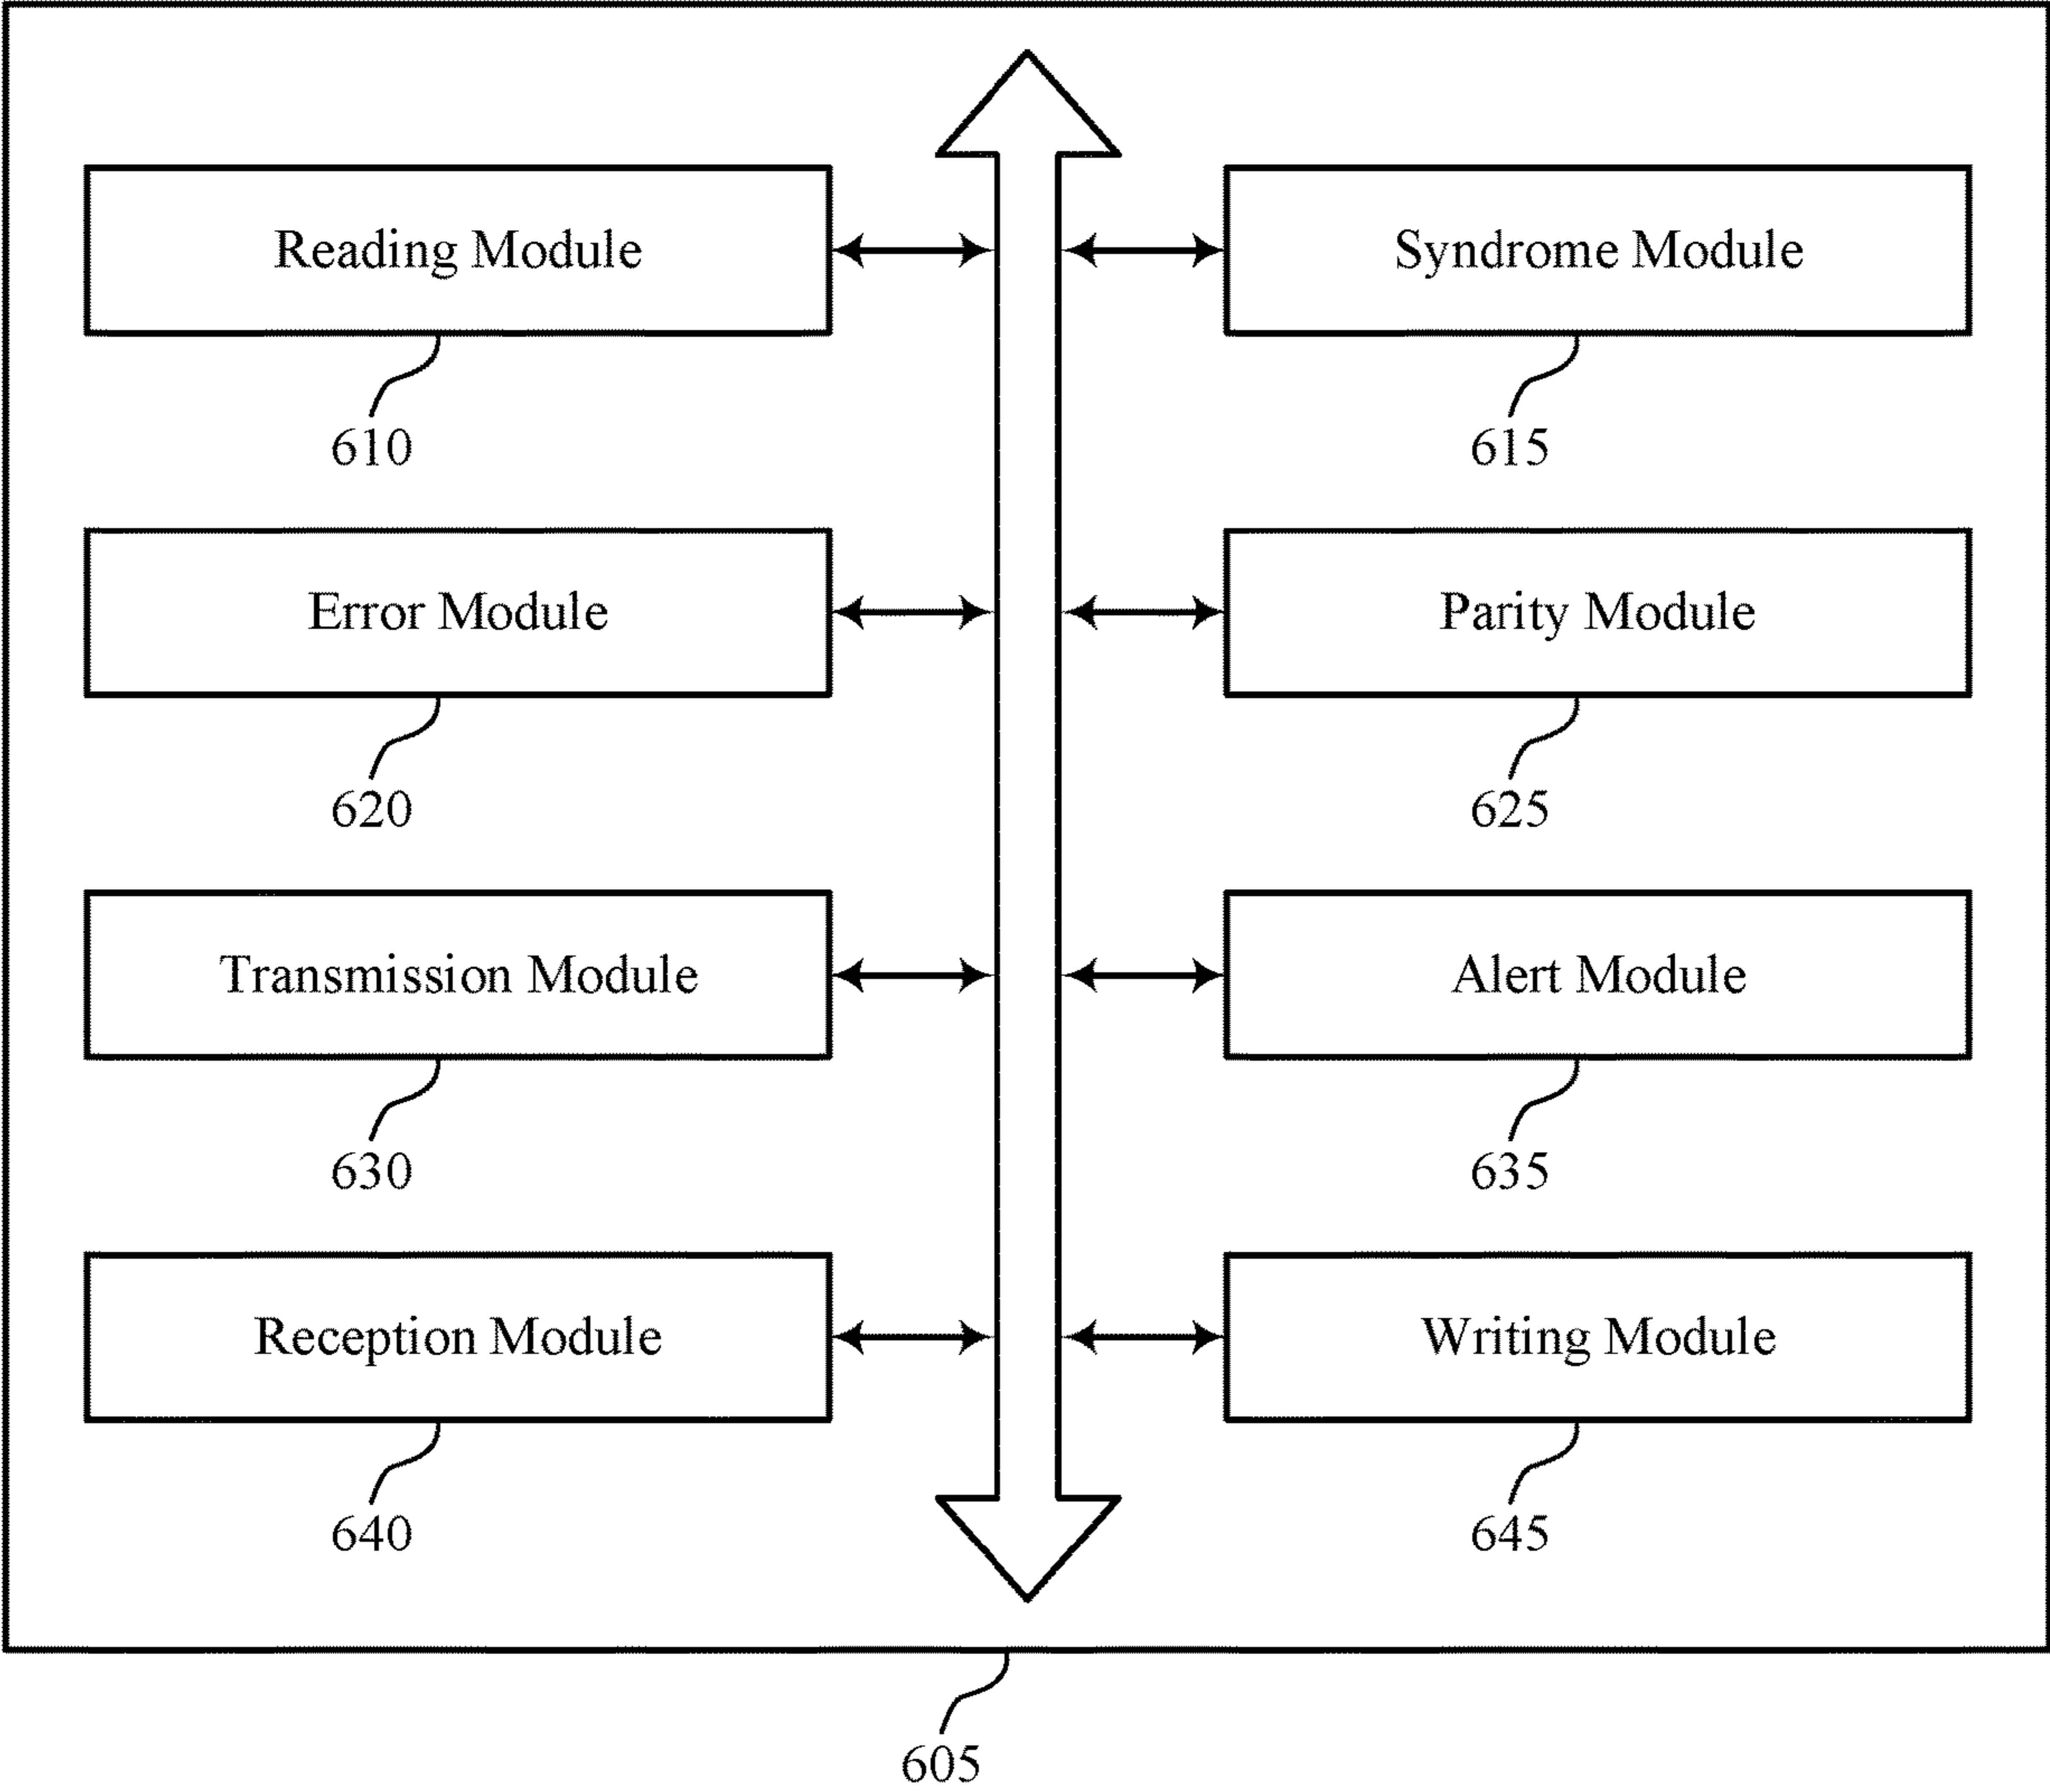 Reading Module
Syndrome Module
610
615
Error Module
Parity Module
620
625
Transmission Module
Alert Module
630
635
Reception Module
Writing Module
640
645
605